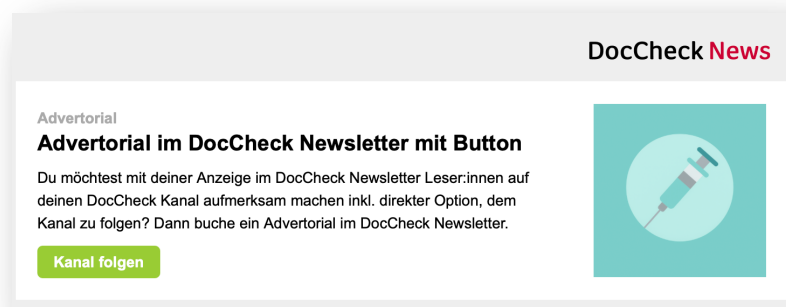 DocCheck News
Advertorial
Advertorial im DocCheck Newsletter mit Button
Du möchtest mit deiner Anzeige im DocCheck Newsletter Leser:innen auf
deinen DocCheck Kanal aufmerksam machen inkl. direkter Option, dem
Kanal zu folgen? Dann buche ein Advertorial im DocCheck Newsletter.
Kanal folgen